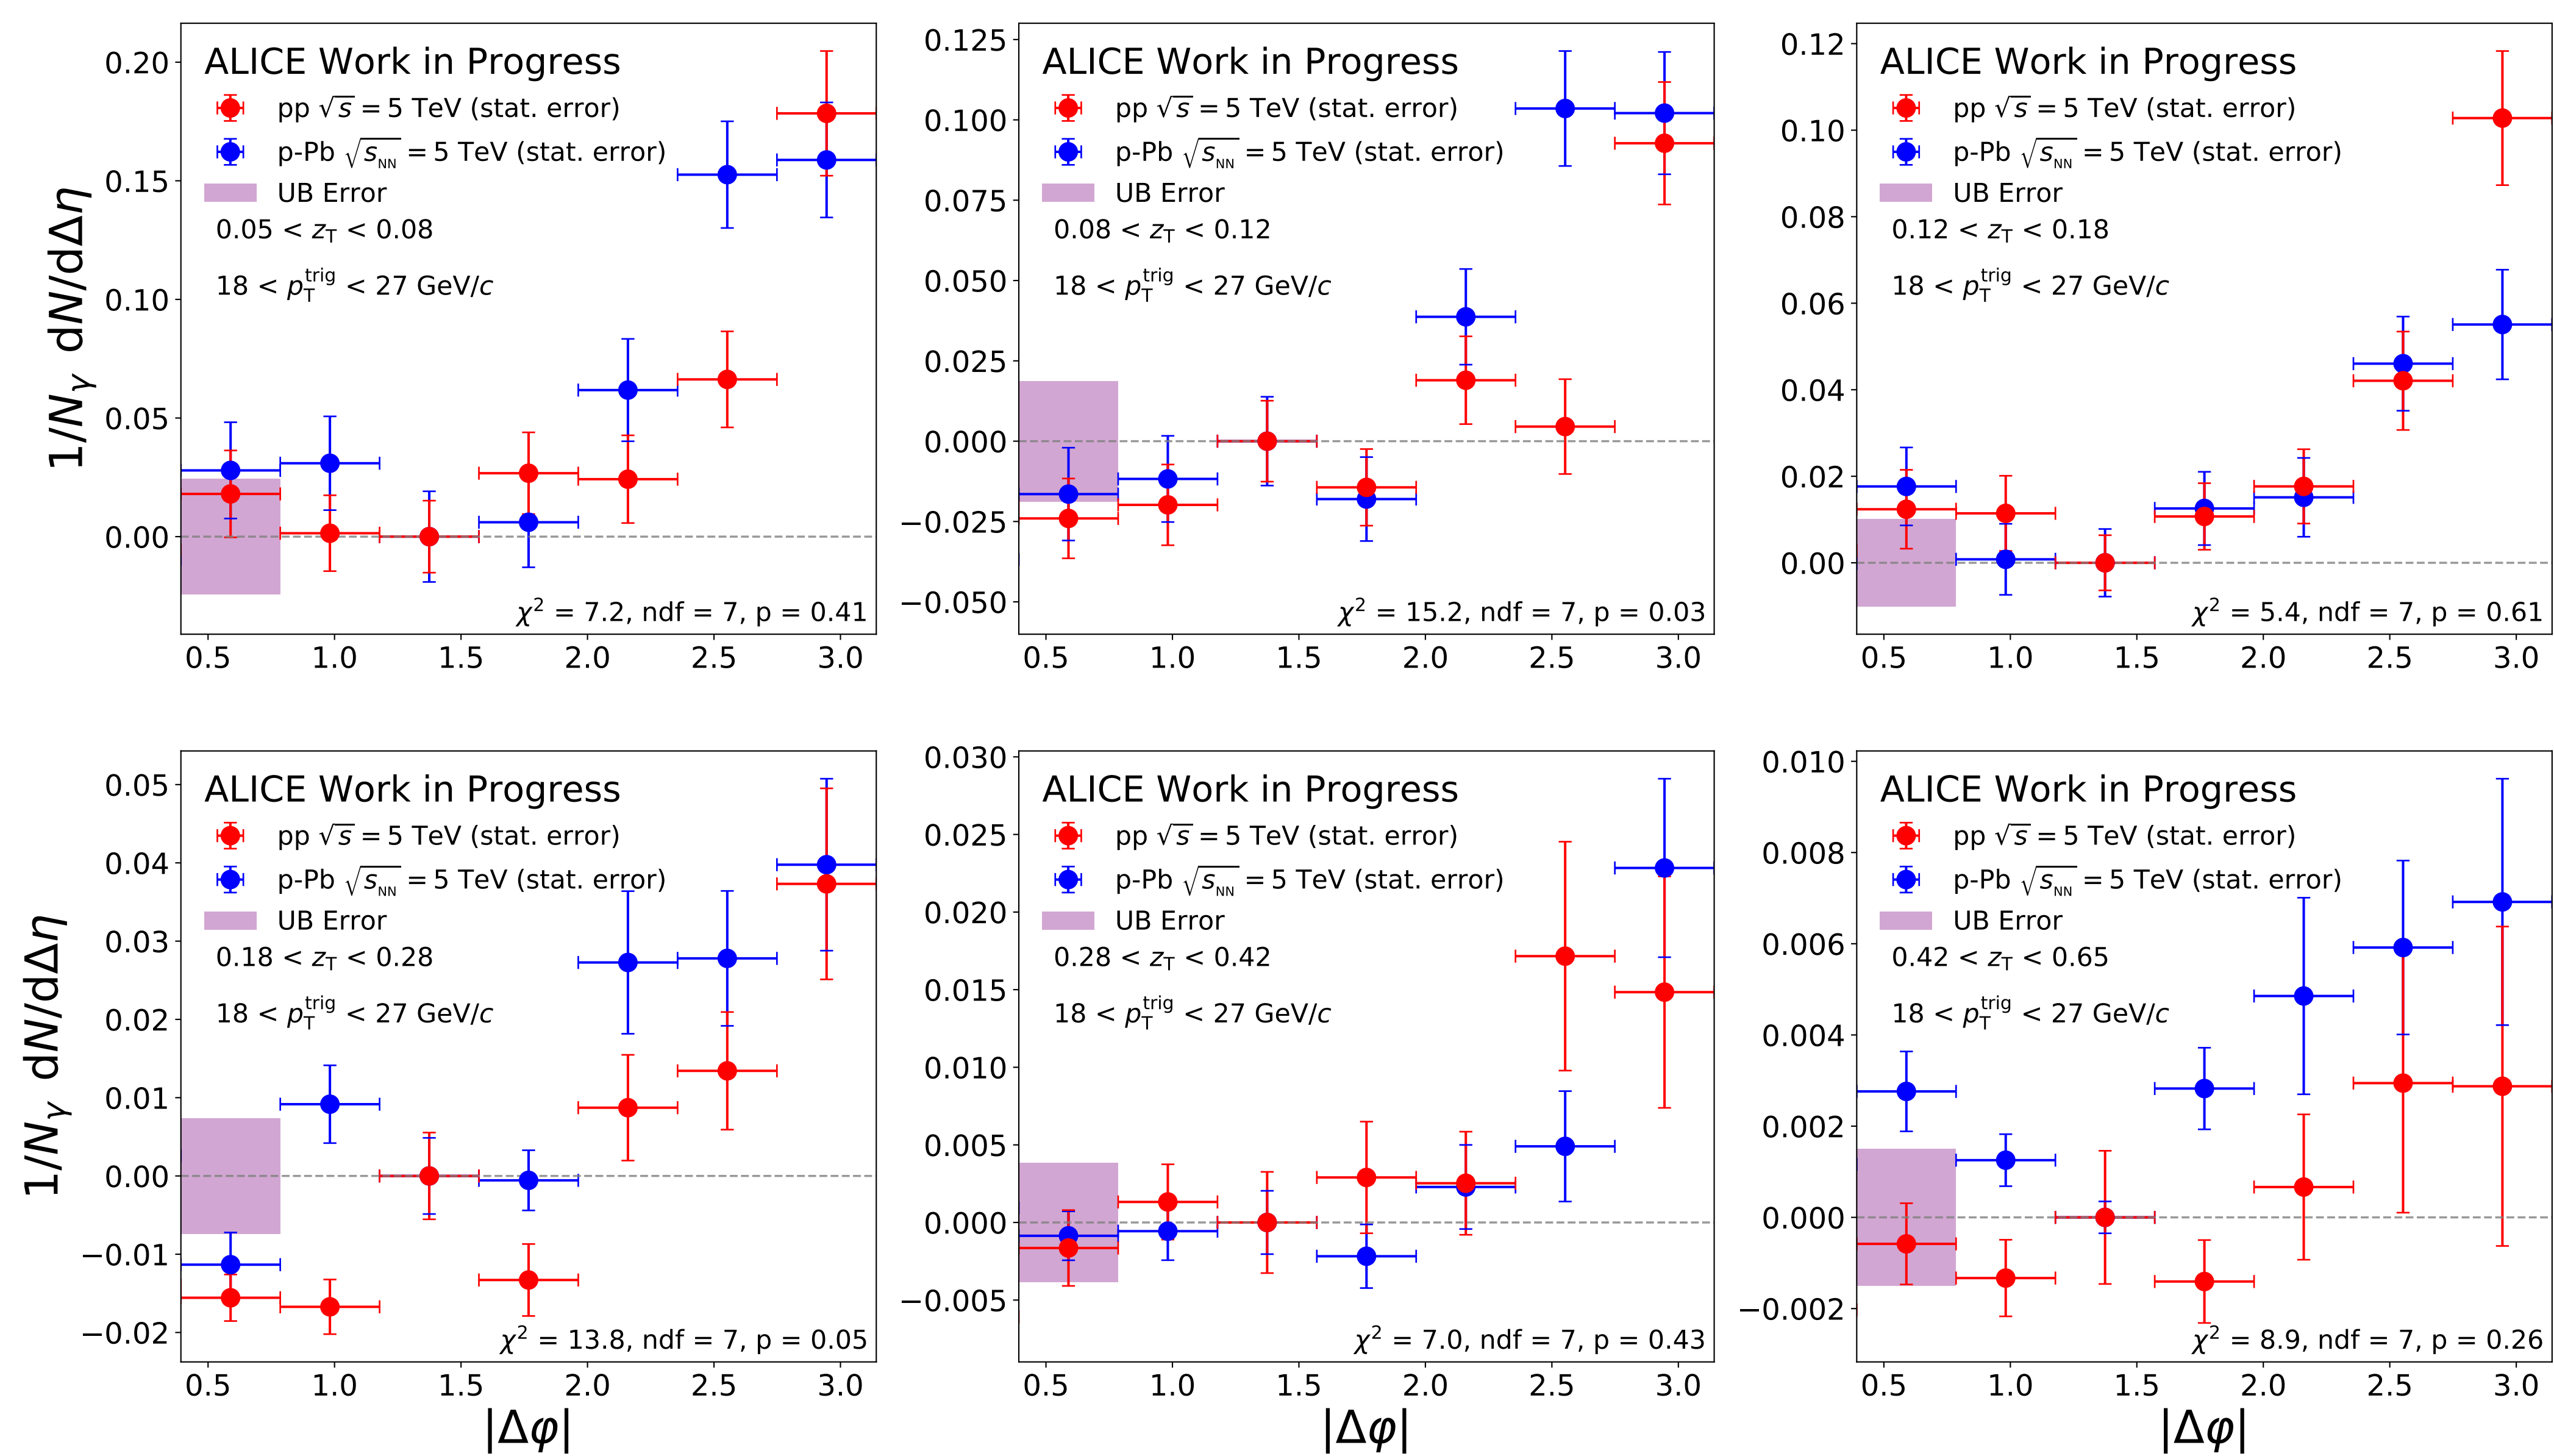 1/Nγ dN/dΔη
0.20
0.15
0.10
0.05
0.00
ALICE Work in Progress
pp √s = 5 TeV (stat. error)
p-Pb √sNN = 5 TeV (stat. error)
UB Error
0.05 < zT < 0.08
18 < pTtrig < 27 GeV/c
χ2 = 7.2, ndf = 7, p = 0.41
0.5 1.0 1.5 2.0 2.5 3.0
0.125
0.100
0.075
0.050
0.025
0.000
−0.025
−0.050
ALICE Work in Progress
pp √s = 5 TeV (stat. error)
p-Pb √sNN = 5 TeV (stat. error)
UB Error
0.08 < zT < 0.12
18 < pTtrig < 27 GeV/c
χ2 = 15.2, ndf = 7, p = 0.03
0.5 1.0 1.5 2.0 2.5 3.0
0.12
0.10
0.08
0.06
0.04
0.02
0.00
ALICE Work in Progress
pp √s = 5 TeV (stat. error)
p-Pb √sNN = 5 TeV (stat. error)
UB Error
0.12 < zT < 0.18
18 < pTtrig < 27 GeV/c
χ2 = 5.4, ndf = 7, p = 0.61
0.5 1.0 1.5 2.0 2.5 3.0
1/Nγ dN/dΔη
0.05
0.04
0.03
0.02
0.01
0.00
−0.01
−0.02
ALICE Work in Progress
pp √s = 5 TeV (stat. error)
p-Pb √sNN = 5 TeV (stat. error)
UB Error
0.18 < zT < 0.28
18 < pTtrig < 27 GeV/c
χ2 = 13.8, ndf = 7, p = 0.05
0.5 1.0 1.5 2.0 2.5 3.0
|Δφ|
0.030
0.025
0.020
0.015
0.010
0.005
0.000
−0.005
ALICE Work in Progress
pp √s = 5 TeV (stat. error)
p-Pb √sNN = 5 TeV (stat. error)
UB Error
0.28 < zT < 0.42
18 < pTtrig < 27 GeV/c
χ2 = 7.0, ndf = 7, p = 0.43
0.5 1.0 1.5 2.0 2.5 3.0
|Δφ|
0.010
0.008
0.006
0.004
0.002
0.000
−0.002
ALICE Work in Progress
pp √s = 5 TeV (stat. error)
p-Pb √sNN = 5 TeV (stat. error)
UB Error
0.42 < zT < 0.65
18 < pTtrig < 27 GeV/c
χ2 = 8.9, ndf = 7, p = 0.26
0.5 1.0 1.5 2.0 2.5 3.0
|Δφ|